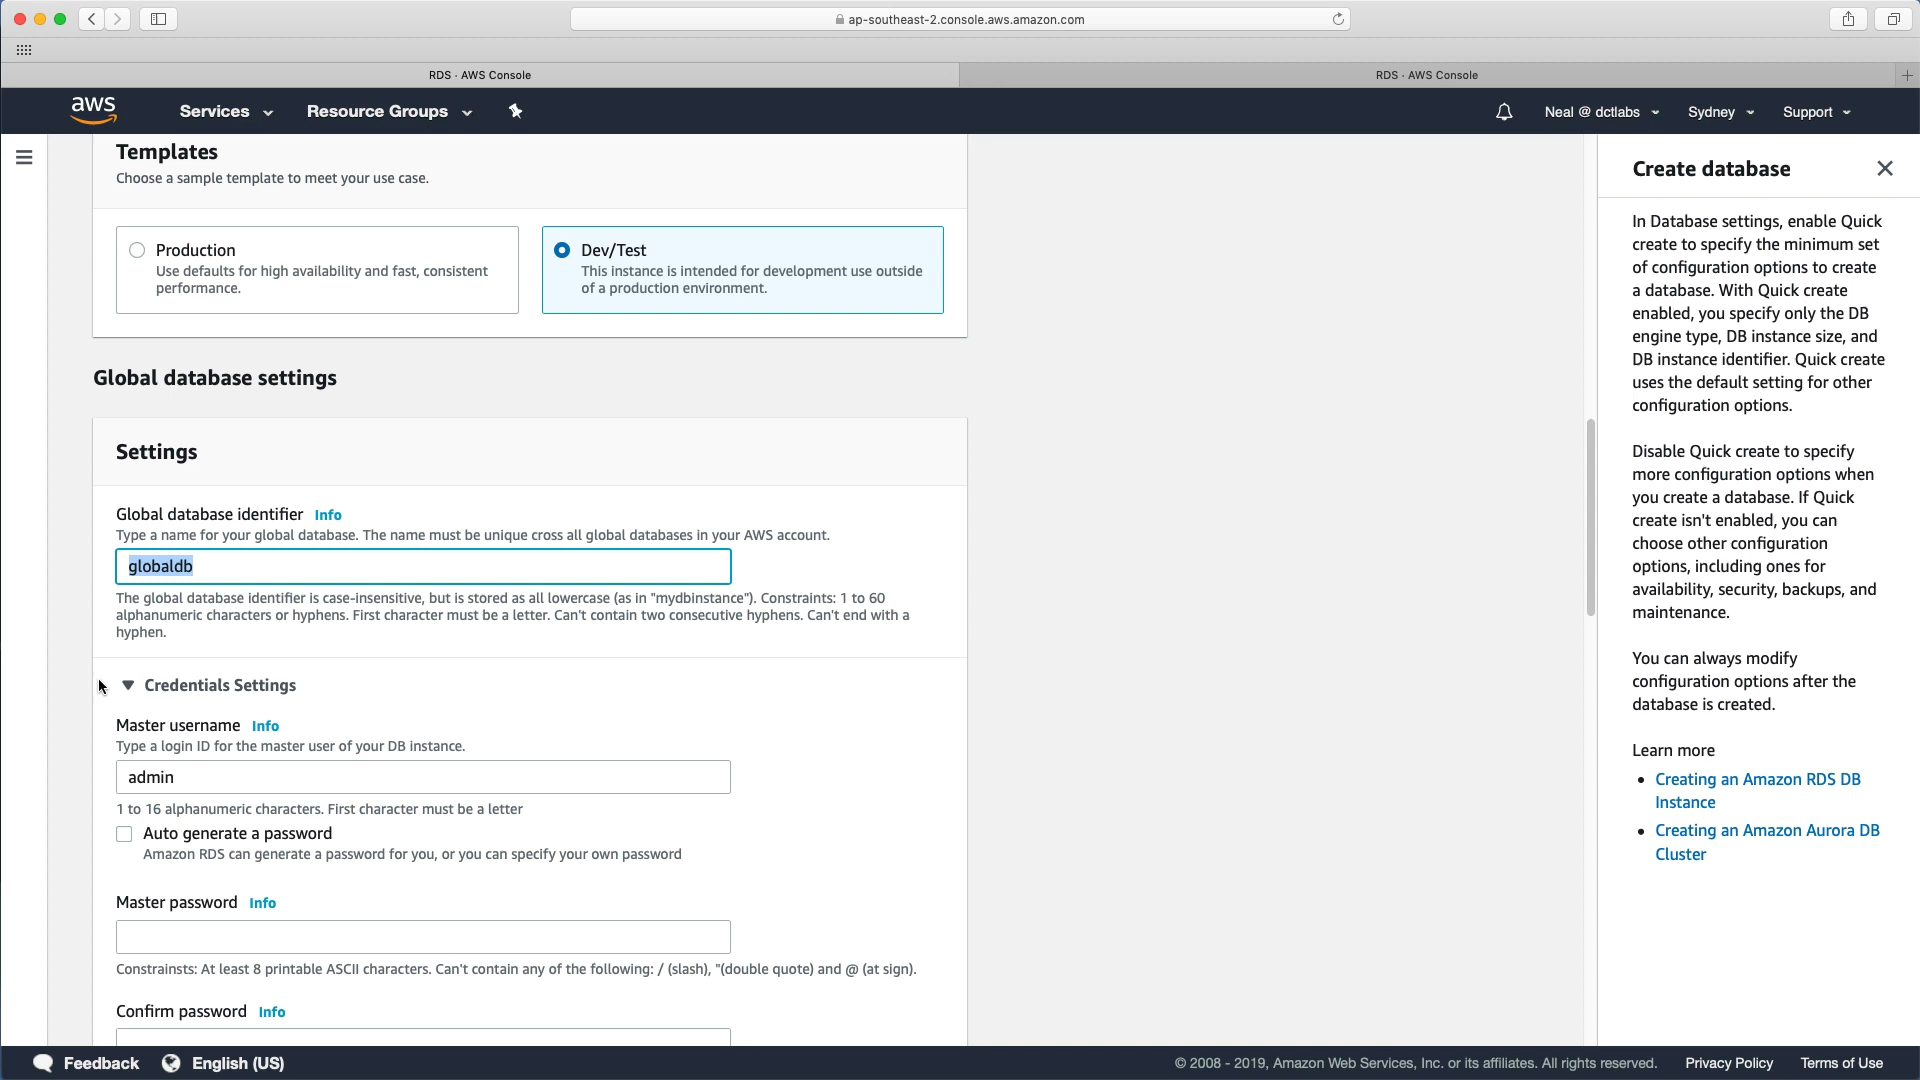 ap-southeast-2.console.aws.amazon.com
RDS · AWS Console
RDS · AWS Console
aws
Services
Resource Groups
Neal @ dctlabs
Sydney
Support
Templates
Choose a sample template to meet your use case.
Production
Use defaults for high availability and fast, consistent
performance.
Dev/Test
This instance is intended for development use outside
of a production environment.
Global database settings
Settings
Global database identifier Info
Type a name for your global database. The name must be unique cross all global databases in your AWS account.
globaldb
The global database identifier is case-insensitive, but is stored as all lowercase (as in "mydbinstance"). Constraints: 1 to 60
alphanumeric characters or hyphens. First character must be a letter. Can't contain two consecutive hyphens. Can't end with a
hyphen.
Credentials Settings
Master username Info
Type a login ID for the master user of your DB instance.
admin
1 to 16 alphanumeric characters. First character must be a letter
Auto generate a password
Amazon RDS can generate a password for you, or you can specify your own password
Master password Info
Constrainsts: At least 8 printable ASCII characters. Can't contain any of the following: / (slash), "(double quote) and @ (at sign).
Confirm password Info
Create database
In Database settings, enable Quick
create to specify the minimum set
of configuration options to create
a database. With Quick create
enabled, you specify only the DB
engine type, DB instance size, and
DB instance identifier. Quick create
uses the default setting for other
configuration options.
Disable Quick create to specify
more configuration options when
you create a database. If Quick
create isn't enabled, you can
choose other configuration
options, including ones for
availability, security, backups, and
maintenance.
You can always modify
configuration options after the
database is created.
Learn more
Creating an Amazon RDS DB
Instance
Creating an Amazon Aurora DB
Cluster
Feedback
English (US)
© 2008 - 2019, Amazon Web Services, Inc. or its affiliates. All rights reserved.
Privacy Policy
Terms of Use